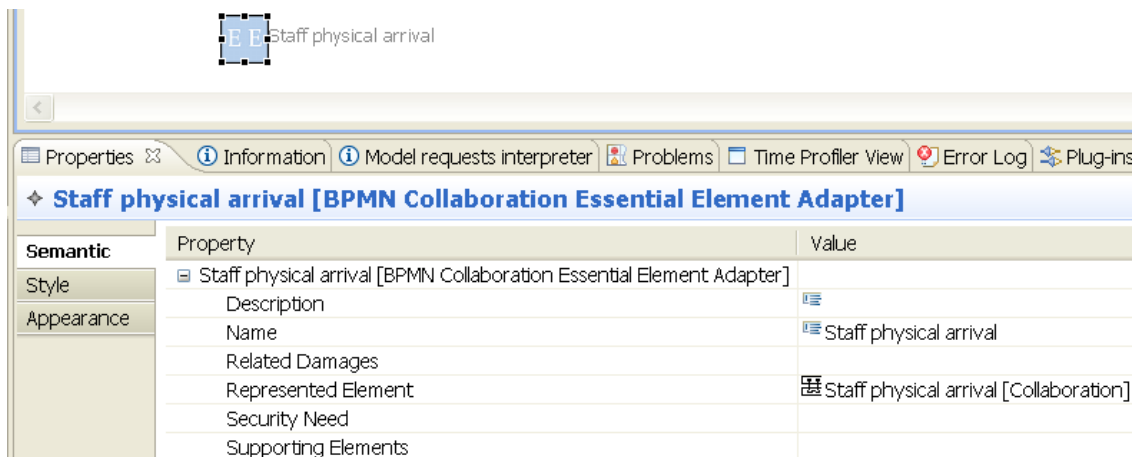 E E Staff physical arrival
Properties Information Model requests interpreter Problems Time Profiler View Error Log Plug-ins
Staff physical arrival [BPMN Collaboration Essential Element Adapter]
Semantic
Style
Appearance
Property Value
Staff physical arrival [BPMN Collaboration Essential Element Adapter]
Description
Name Staff physical arrival
Related Damages
Represented Element Staff physical arrival [Collaboration]
Security Need
Supporting Elements